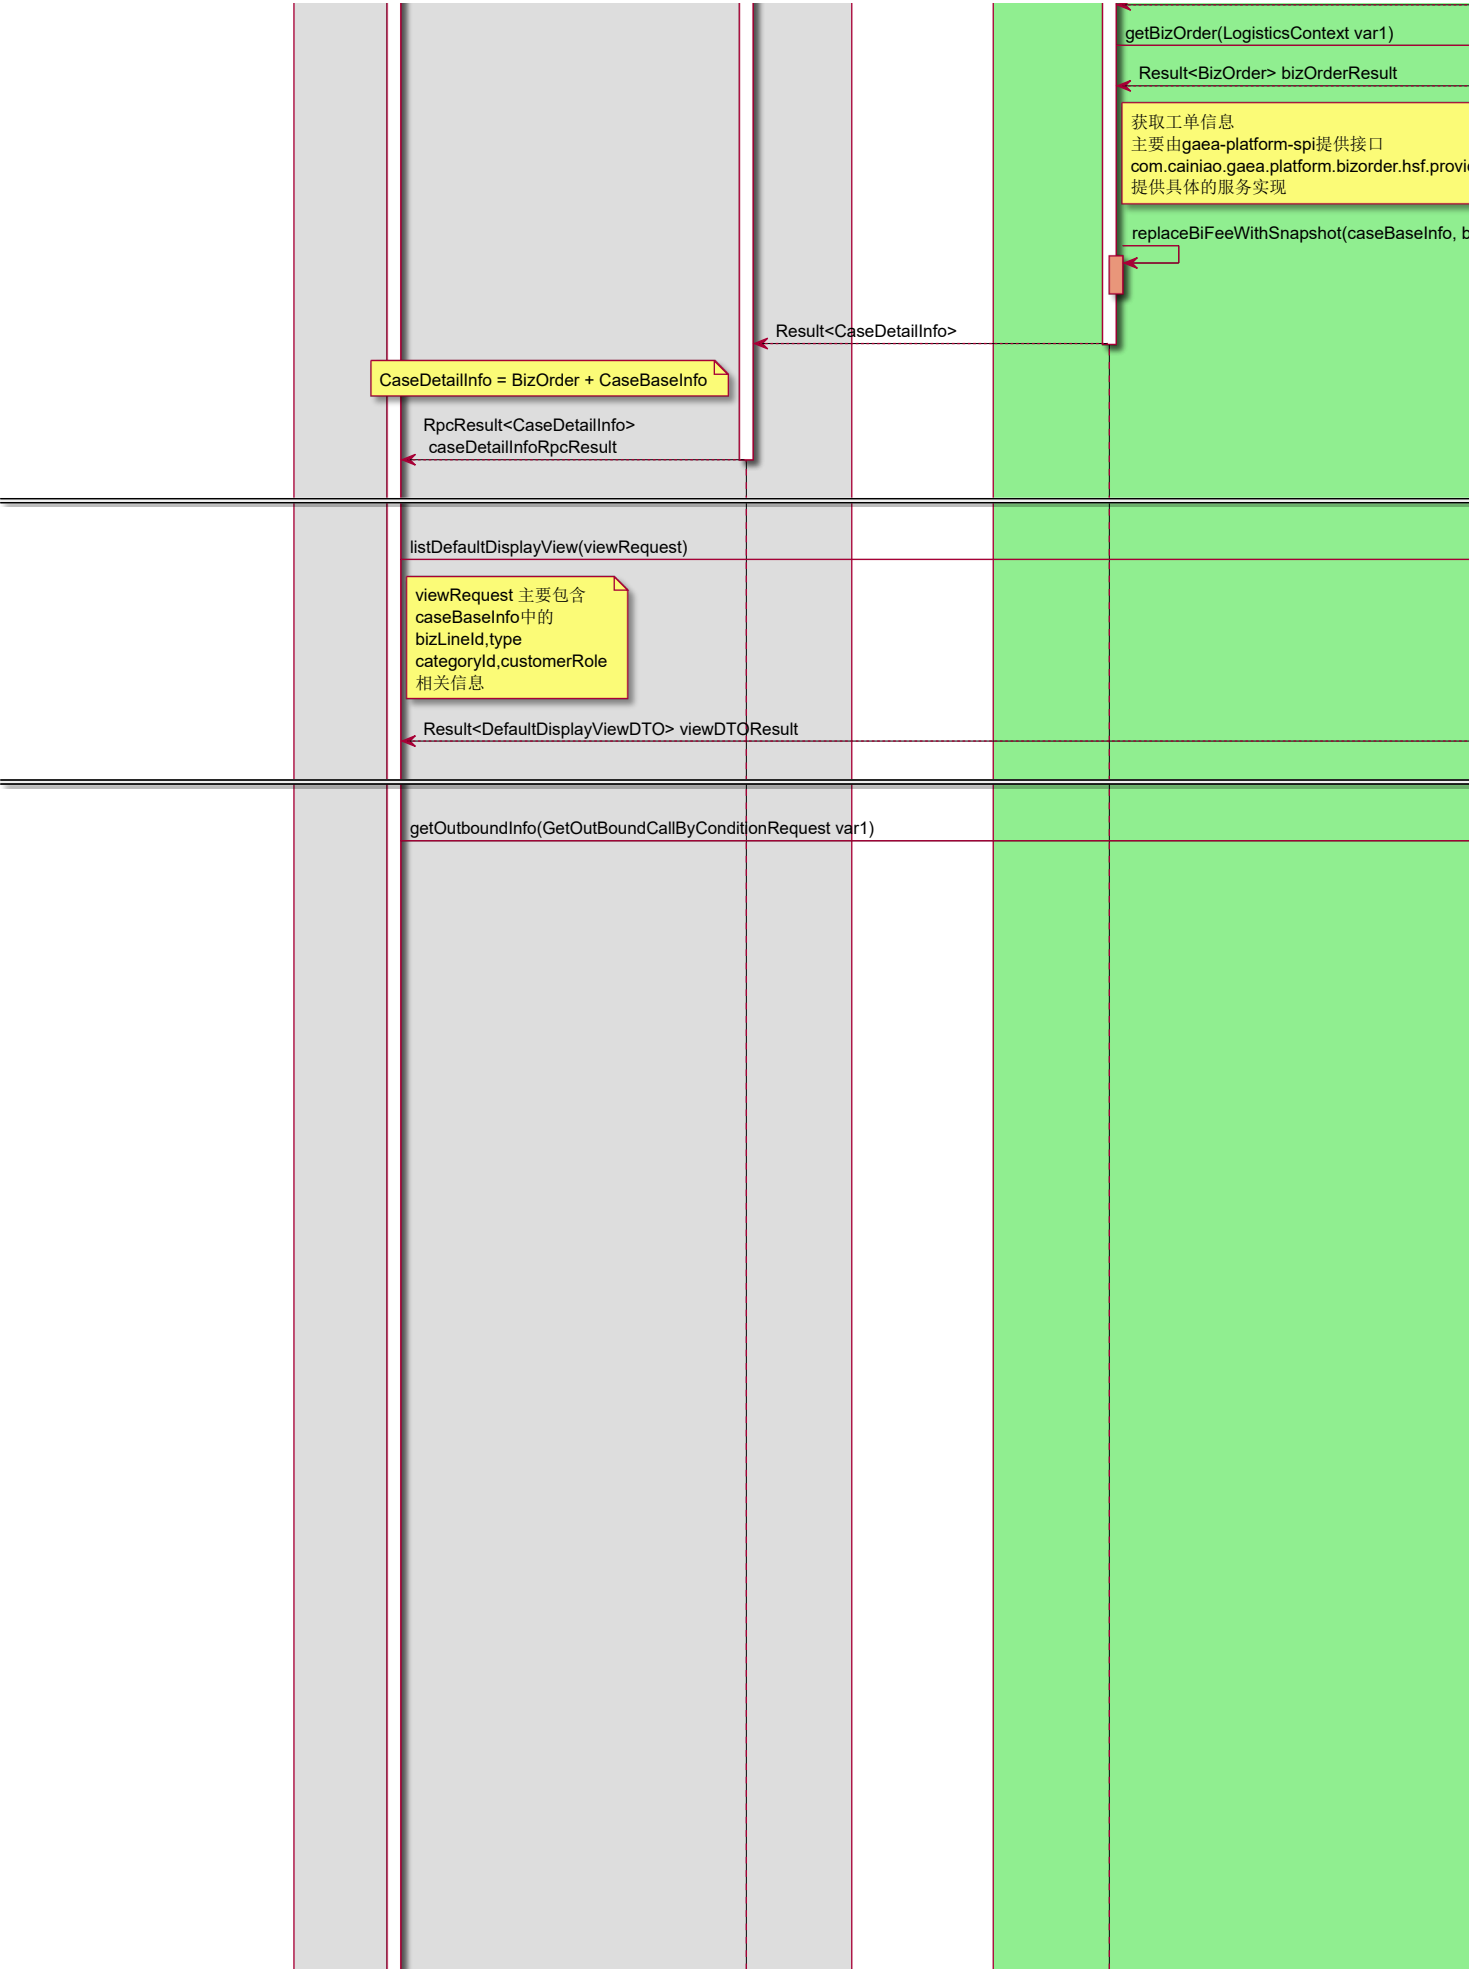 getBizOrder(LogisticsContext var1)
Result<BizOrder> bizOrderResult
获取工单信息
主要由gaea-platform-spi提供接口
com.cainiao.gaea.platform.bizorder.hsf.provi
提供具体的服务实现
replaceBiFeeWithSnapshot(caseBaseInfo, b
Result<CaseDetailInfo>
CaseDetailInfo = BizOrder + CaseBaseInfo
RpcResult<CaseDetailInfo>
caseDetailInfoRpcResult
listDefaultDisplayView(viewRequest)
viewRequest 主要包含
caseBaseInfo中的
bizLineId,type
categoryId,customerRole
相关信息
Result<DefaultDisplayViewDTO> viewDTOResult
getOutboundInfo(GetOutBoundCallByConditionRequest var1)